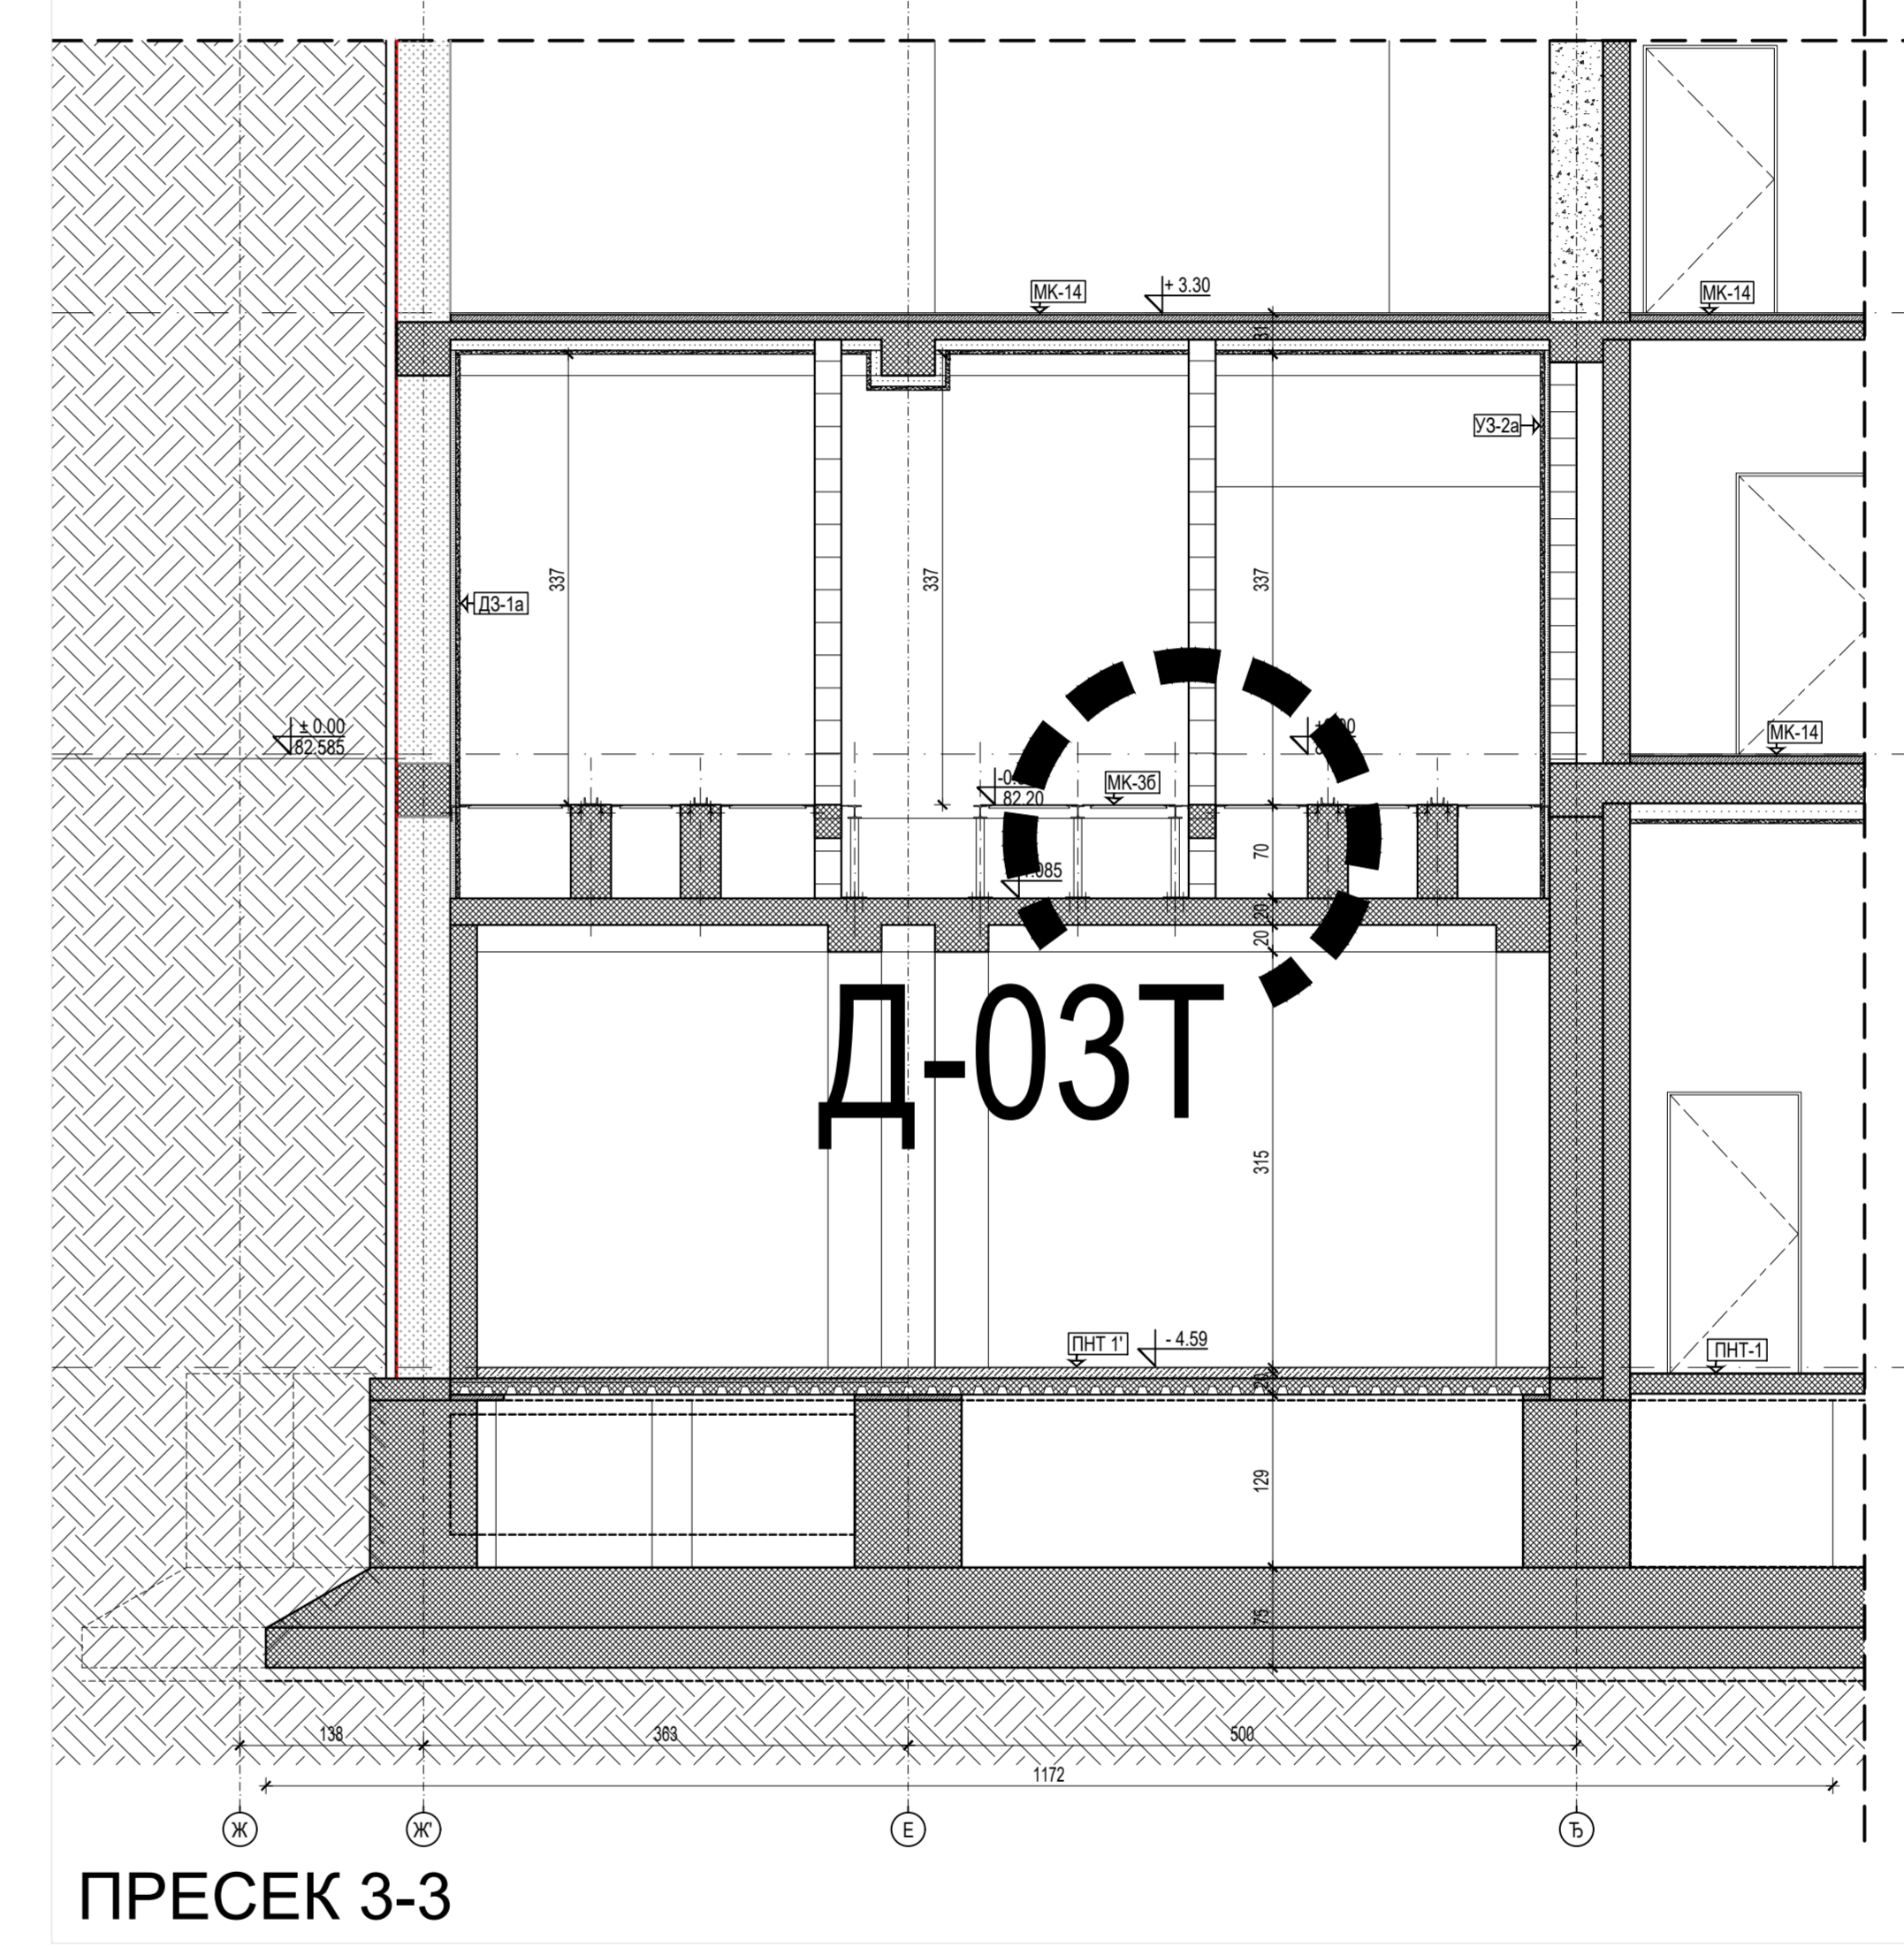 МК-14
+ 3.30
МК-14
31
УЗ-2а
337
337
337
ДЗ-1а
± 0.00
82.585
МК-14
МК-3б
82.20
70
20
20
Д-03Т
315
ПНТ 1'
- 4.59
ПНТ-1
129
75
138
363
500
1172
Ж
Ж'
Е
Ђ
ПРЕСЕК 3-3